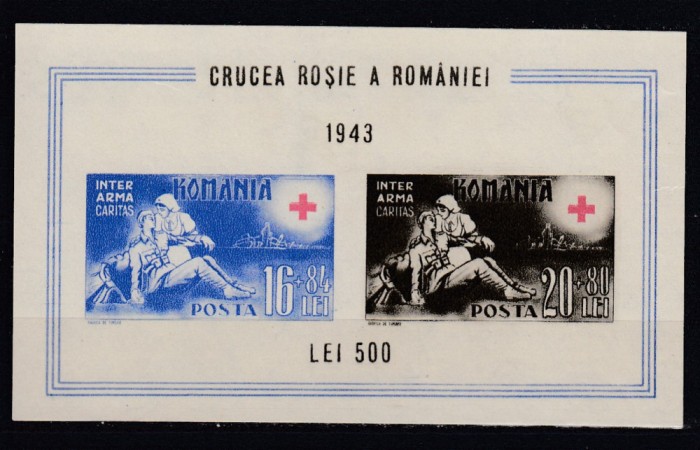 CRUCEA ROȘIE A ROMÂNIEI
1943
INTER
ARMA
CARITAS
ROMANIA
POSTA
16+84
LEI
INTER
ARMA
CARITAS
ROMANIA
POSTA
20+80
LEI
LEI 500